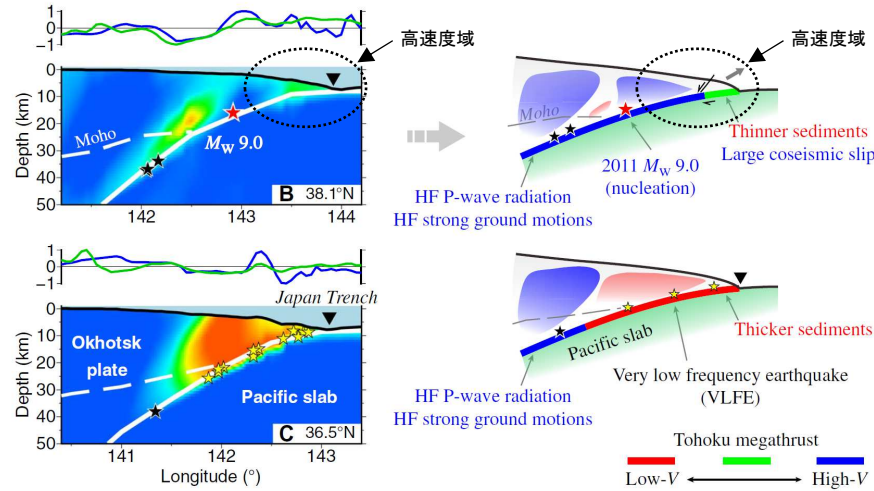 高速度域
高速度域
1
0
−1
0
10
20
30
40
50
Depth (km)
Moho
MW 9.0
B
38.1°N
142
143
144
Moho
Thinner sediments
Large coseismic slip
2011 MW 9.0
(nucleation)
HF P-wave radiation
HF strong ground motions
1
0
−1
Japan Trench
0
10
20
30
40
50
Depth (km)
Okhotsk
plate
Pacific slab
C
36.5°N
141
142
143
Longitude (°)
Pacific slab
Thicker sediments
HF P-wave radiation
HF strong ground motions
Very low frequency earthquake
(VLFE)
Tohoku megathrust
Low-V
High-V